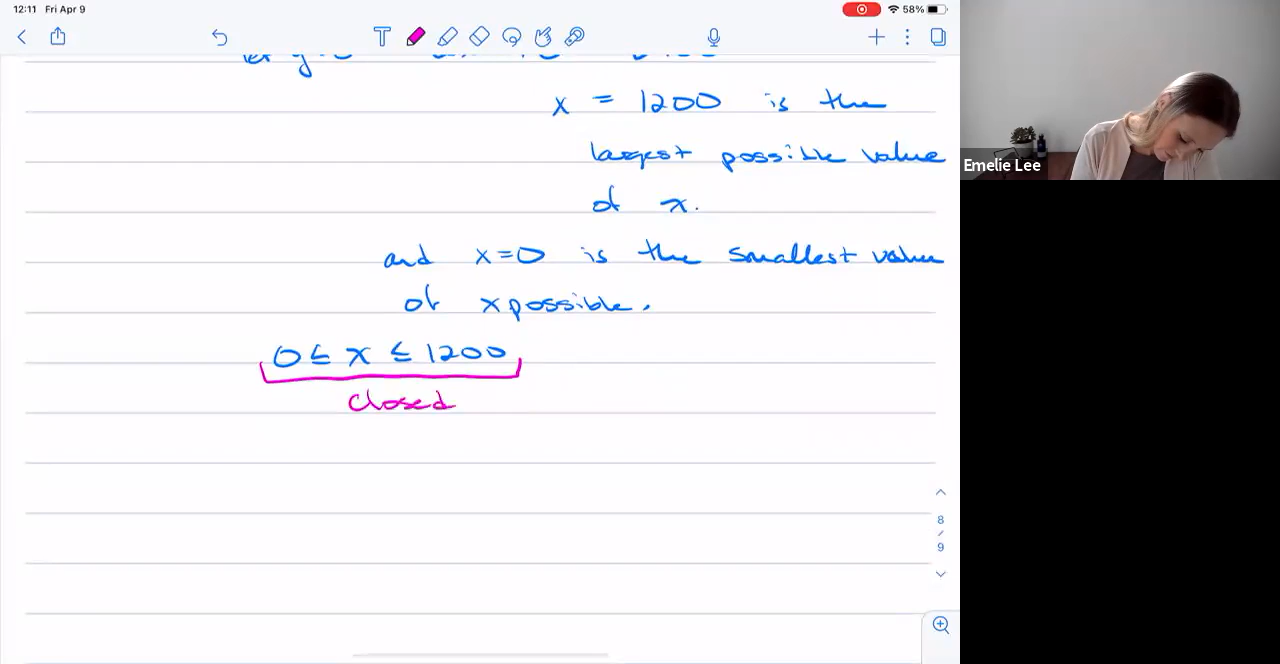 12:11 Fri Apr 9
58%
T
x = 1200 is the
largest possible value
of x.
and x=0 is the smallest value
of x possible.
0 ≤ x ≤ 1200
closed
Emelie Lee
8
/
9